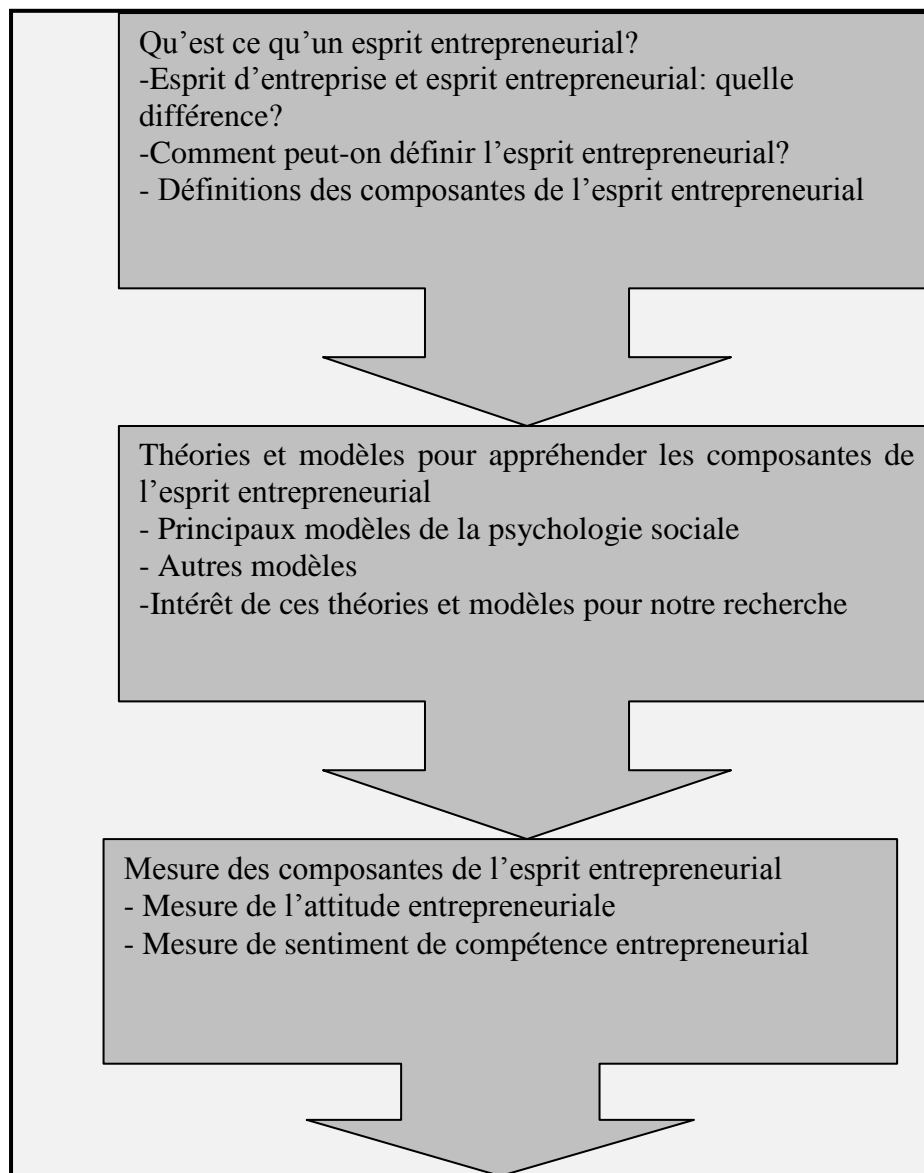 Qu’est ce qu’un esprit entrepreneurial?
-Esprit d’entreprise et esprit entrepreneurial: quelle
différence?
-Comment peut-on définir l’esprit entrepreneurial?
- Définitions des composantes de l’esprit entrepreneurial
Théories et modèles pour appréhender les composantes de
l’esprit entrepreneurial
- Principaux modèles de la psychologie sociale
- Autres modèles
-Intérêt de ces théories et modèles pour notre recherche
Mesure des composantes de l’esprit entrepreneurial
- Mesure de l’attitude entrepreneuriale
- Mesure de sentiment de compétence entrepreneurial